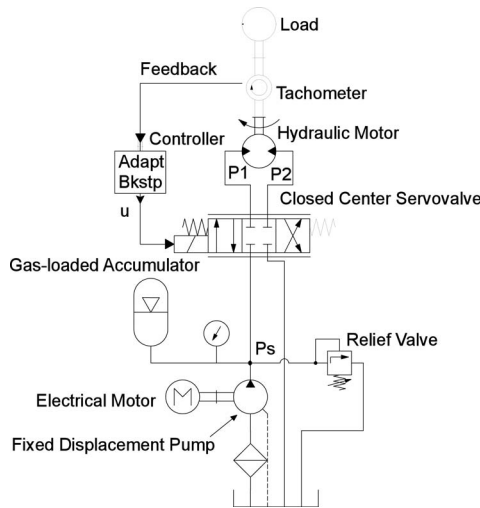 Load
Feedback
Tachometer
Controller
Hydraulic Motor
Adapt
Bkstp
P1
P2
u
Closed Center Servovalve
Gas-loaded Accumulator
Ps
Relief Valve
Electrical Motor
M
Fixed Displacement Pump